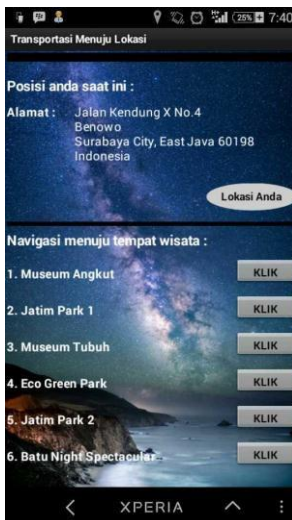 25% 7:40
Transportasi Menuju Lokasi
Posisi anda saat ini :
Alamat : Jalan Kendung X No.4
Benowo
Surabaya City, East Java 60198
Indonesia
Lokasi Anda
Navigasi menuju tempat wisata :
1. Museum Angkut KLIK
2. Jatim Park 1 KLIK
3. Museum Tubuh KLIK
4. Eco Green Park KLIK
5. Jatim Park 2 KLIK
6. Batu Night Spectacular KLIK
XPERIA